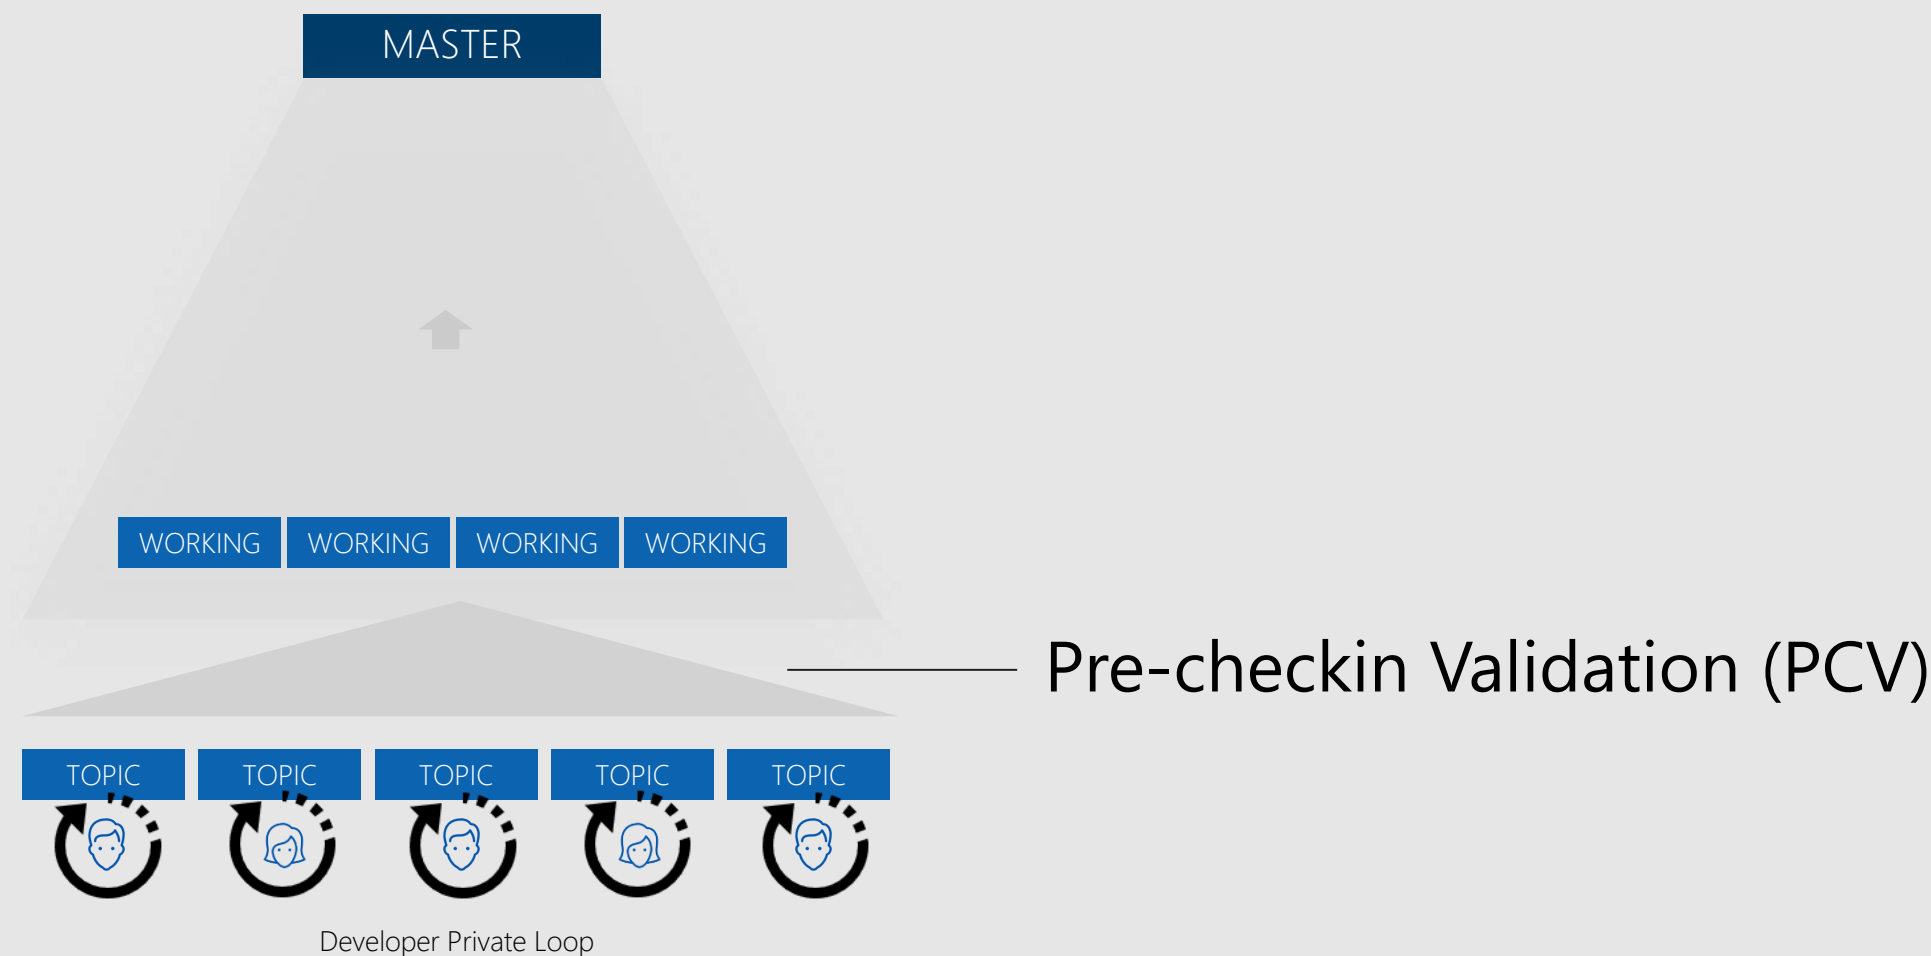 MASTER
WORKING WORKING WORKING WORKING
Pre-checkin Validation (PCV)
TOPIC TOPIC TOPIC TOPIC TOPIC
Developer Private Loop